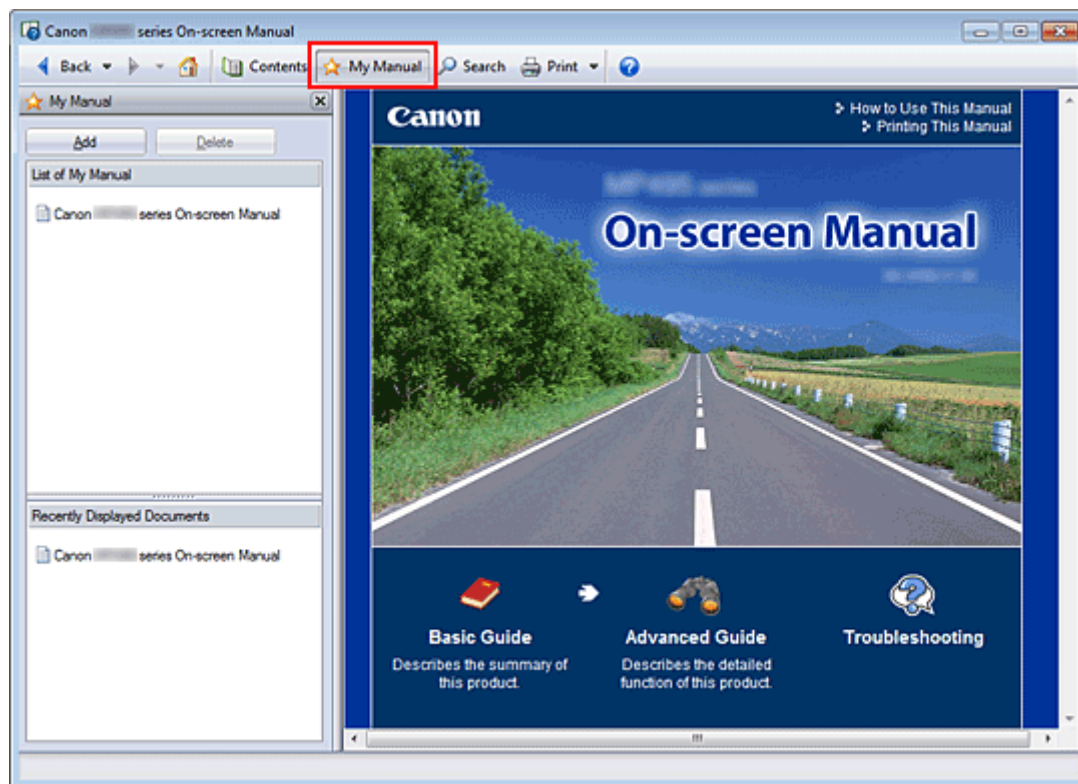 Canon series On-screen Manual
Back Contents My Manual Search Print
My Manual
Add Delete
List of My Manual
Canon series On-screen Manual
Recently Displayed Documents
Canon series On-screen Manual
Canon
How to Use This Manual
Printing This Manual
series
On-screen Manual
Basic Guide
Describes the summary of
this product.
Advanced Guide
Describes the detailed
function of this product.
Troubleshooting